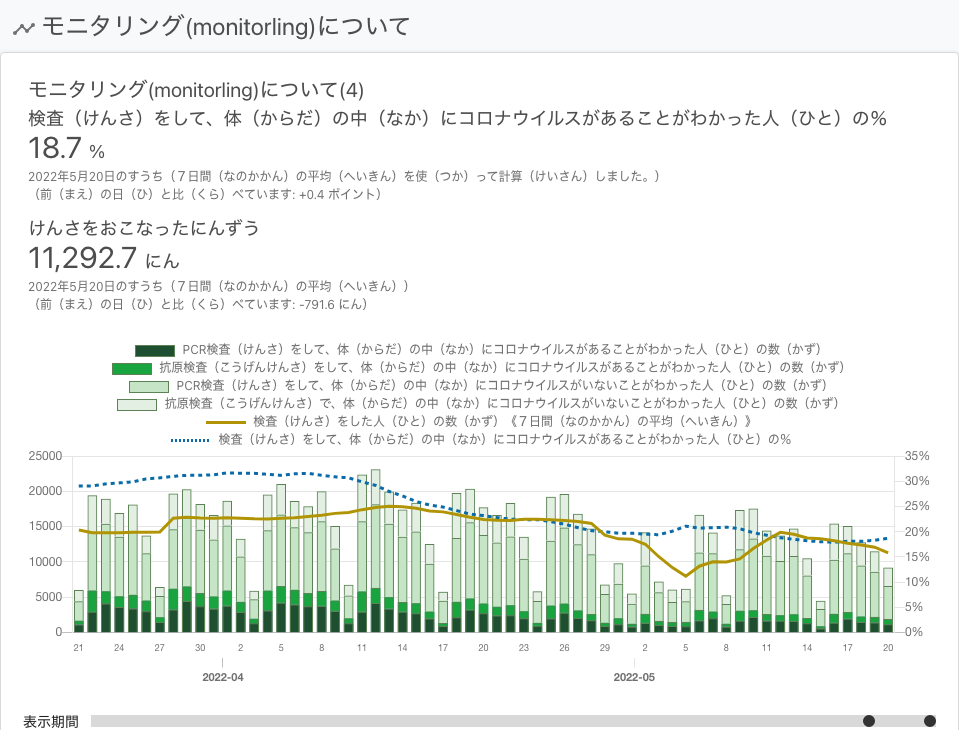 モニタリング(monitorling)について
モニタリング(monitorling)について(4)
検査（けんさ）をして、体（からだ）の中（なか）にコロナウイルスがあることがわかった人（ひと）の%
18.7 %
2022年5月20日のすうち（７日間（なのかかん）の平均（へいきん）を使（つか）って計算（けいさん）しました。）
（前（まえ）の日（ひ）と比（くら）べています: +0.4 ポイント）
けんさをおこなったにんずう
11,292.7 にん
2022年5月20日のすうち（７日間（なのかかん）の平均（へいきん））
（前（まえ）の日（ひ）と比（くら）べています: -791.6 にん）
PCR検査（けんさ）をして、体（からだ）の中（なか）にコロナウイルスがあることがわかった人（ひと）の数（かず）
抗原検査（こうげんけんさ）をして、体（からだ）の中（なか）にコロナウイルスがあることがわかった人（ひと）の数（かず）
PCR検査（けんさ）をして、体（からだ）の中（なか）にコロナウイルスがいないことがわかった人（ひと）の数（かず）
抗原検査（こうげんけんさ）で、体（からだ）の中（なか）にコロナウイルスがいないことがわかった人（ひと）の数（かず）
検査（けんさ）をした人（ひと）の数（かず）《７日間（なのかかん）の平均（へいきん）》
検査（けんさ）をして、体（からだ）の中（なか）にコロナウイルスがあることがわかった人（ひと）の%
25000 35%
30%
20000
25%
15000
20%
15%
10000
10%
5000
5%
0 0%
21 24 27 30 2 5 8 11 14 17 20 23 26 29 2 5 8 11 14 17 20
2022-04 2022-05
表示期間